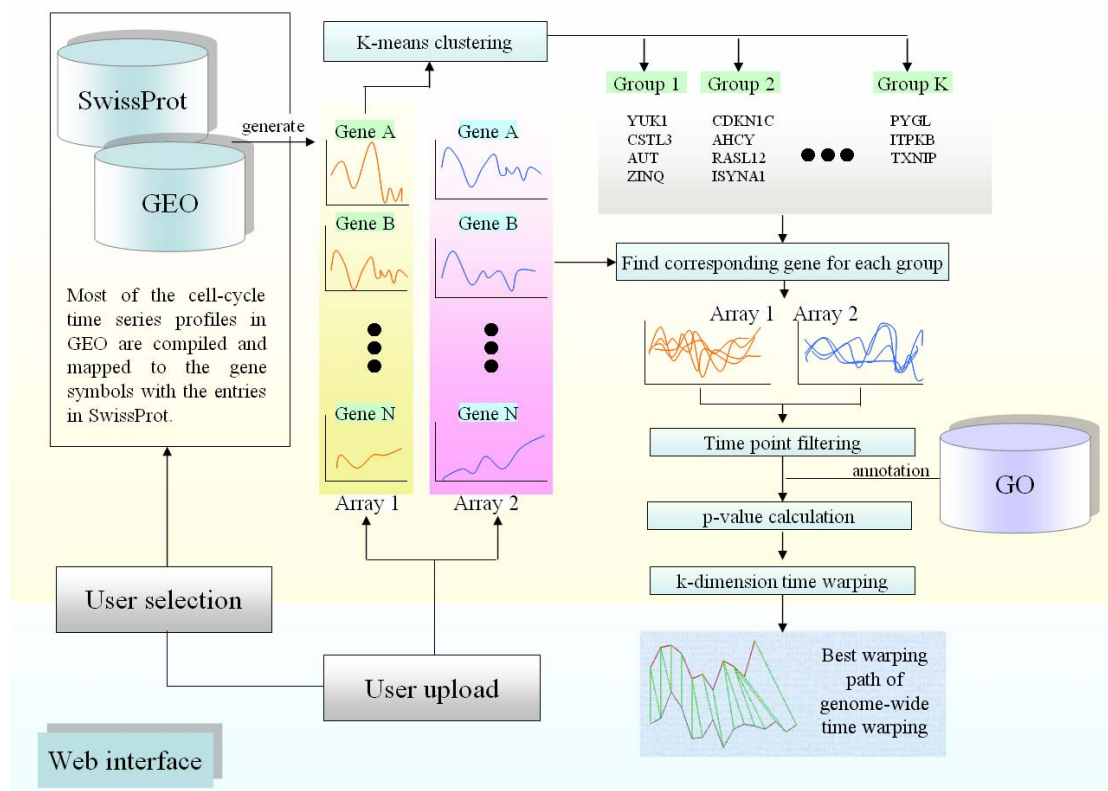 SwissProt
GEO
Most of the cell-cycle
time series profiles in
GEO are compiled and
mapped to the gene
symbols with the entries
in SwissProt.
generate
K-means clustering
Gene A
Gene B
Gene N
Array 1
Gene A
Gene B
Gene N
Array 2
Group 1
YUK1
CSTL3
AUT
ZINQ
Group 2
CDKN1C
AHCY
RASL12
ISYNA1
Group K
PYGL
ITPKB
TXNIP
Find corresponding gene for each group
Array 1
Array 2
Time point filtering
annotation
GO
p-value calculation
k-dimension time warping
Best warping
path of
genome-wide
time warping
User selection
User upload
Web interface